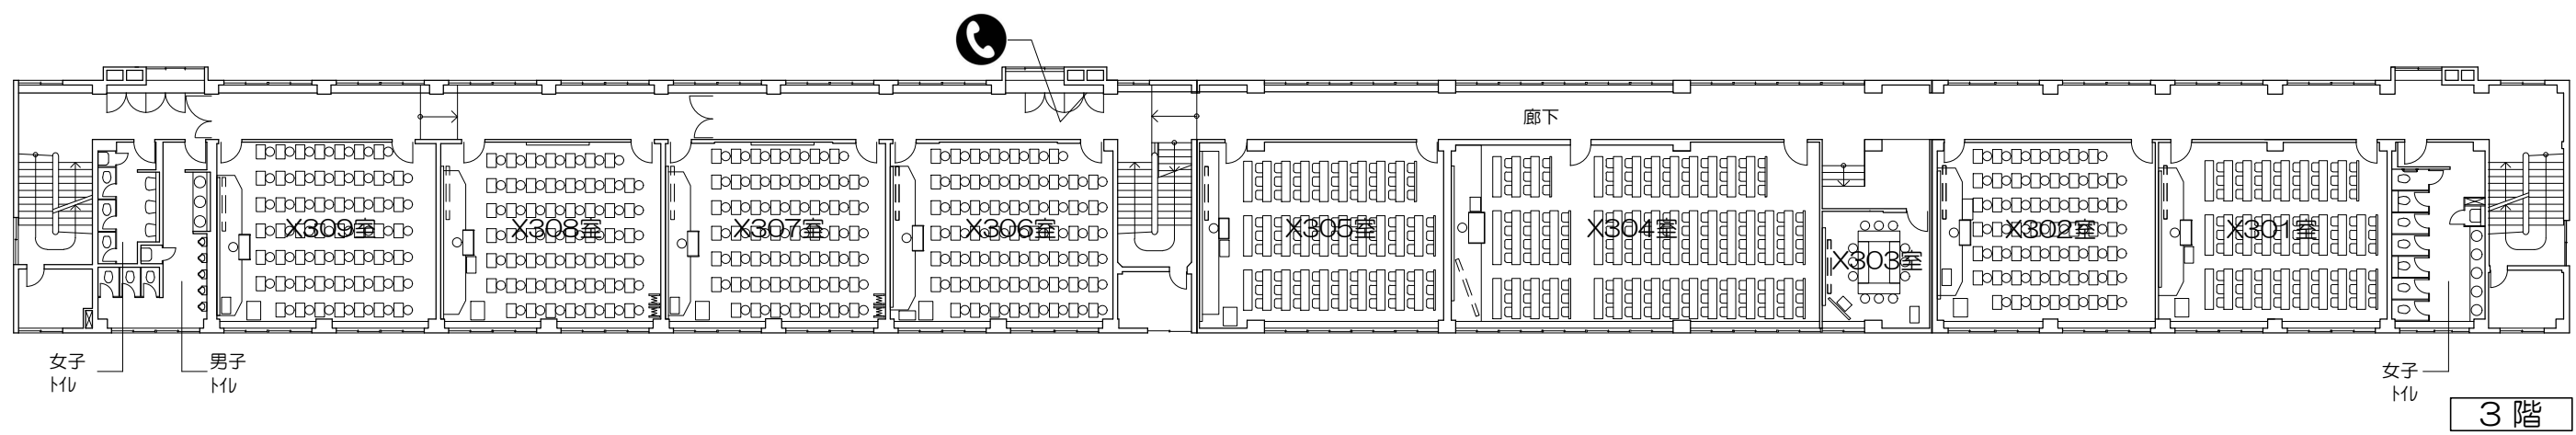 廊下
X309室
X308室
X307室
X306室
X305室
X304室
X303室
X302室
X301室
女子
トイレ
男子
トイレ
女子
トイレ
3階